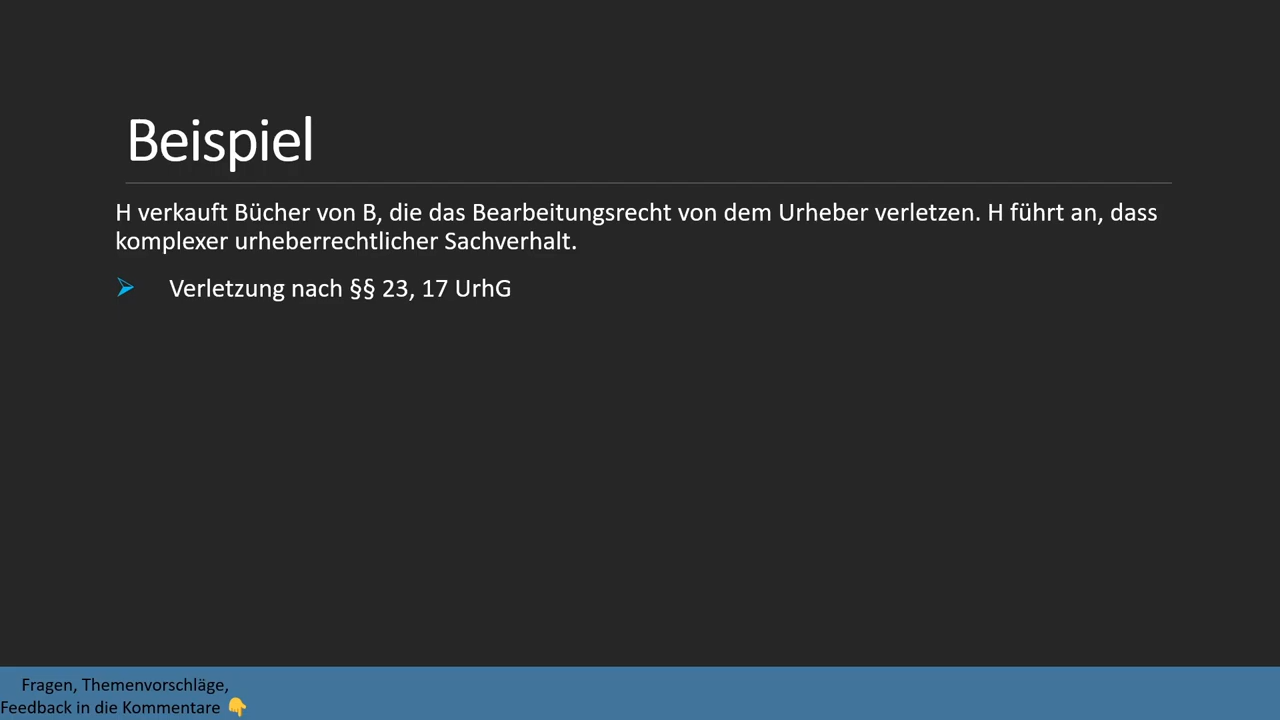 Beispiel
H verkauft Bücher von B, die das Bearbeitungsrecht von dem Urheber verletzen. H führt an, dass
komplexer urheberrechtlicher Sachverhalt.
➢ Verletzung nach §§ 23, 17 UrhG
Fragen, Themenvorschläge,
Feedback in die Kommentare 👇